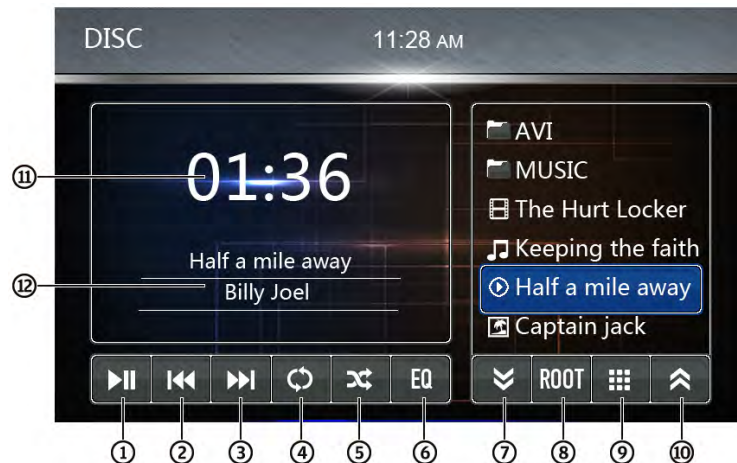 DISC 11:28 AM
01:36
Half a mile away
Billy Joel
AVI
MUSIC
The Hurt Locker
Keeping the faith
Half a mile away
Captain jack
EQ ROOT
⑪
⑫
① ② ③ ④ ⑤ ⑥ ⑦ ⑧ ⑨ ⑩